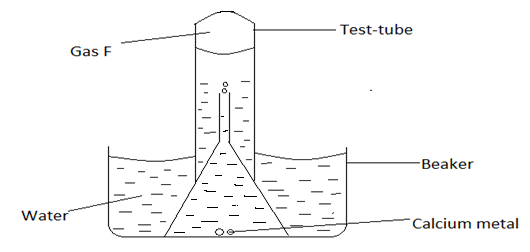 Test-tube
Gas F
Beaker
Water
Calcium metal